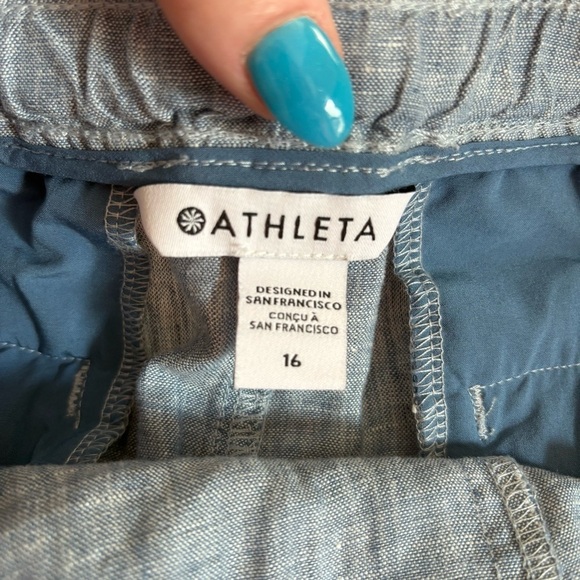 ATHLETA
DESIGNED IN
SAN FRANCISCO
CONÇU À
SAN FRANCISCO
16